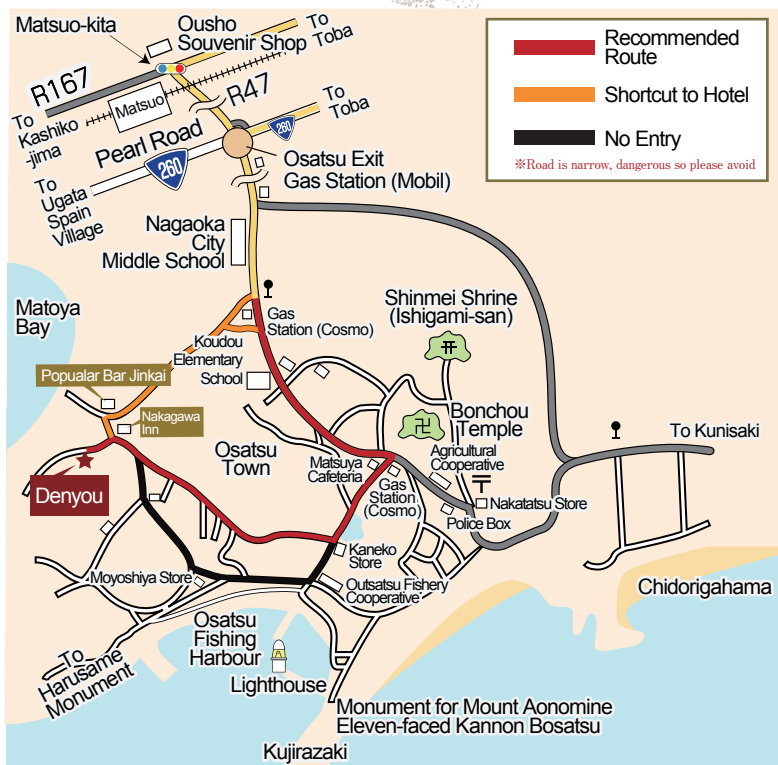 Matsuo-kita
Ousho
Souvenir Shop
To
Toba
R167
Matsuo
R47
To
Kashiko
-jima
To
Toba
Pearl Road
260
260
Osatsu Exit
Gas Station (Mobil)
To
Ugata
Spain
Village
Recommended
Route
Shortcut to Hotel
No Entry
※Road is narrow, dangerous so please avoid
Nagaoka
City
Middle School
Matoya
Bay
Gas
Station (Cosmo)
Shinmei Shrine
(Ishigami-san)
Koudou
Elementary
School
Popualar Bar Jinkai
Nakagawa
Inn
Bonchou
Temple
To Kunisaki
Osatsu
Town
Matsuya
Cafeteria
Agricultural
Cooperative
Gas
Station
(Cosmo)
Nakatatsu Store
Police Box
Denyou
Kaneko
Store
Moyoshiya Store
Outsatsu Fishery
Cooperative
Chidorigahama
Osatsu
Fishing
Harbour
To
Harusame
Monument
Lighthouse
Monument for Mount Aonomine
Eleven-faced Kannon Bosatsu
Kujirazaki